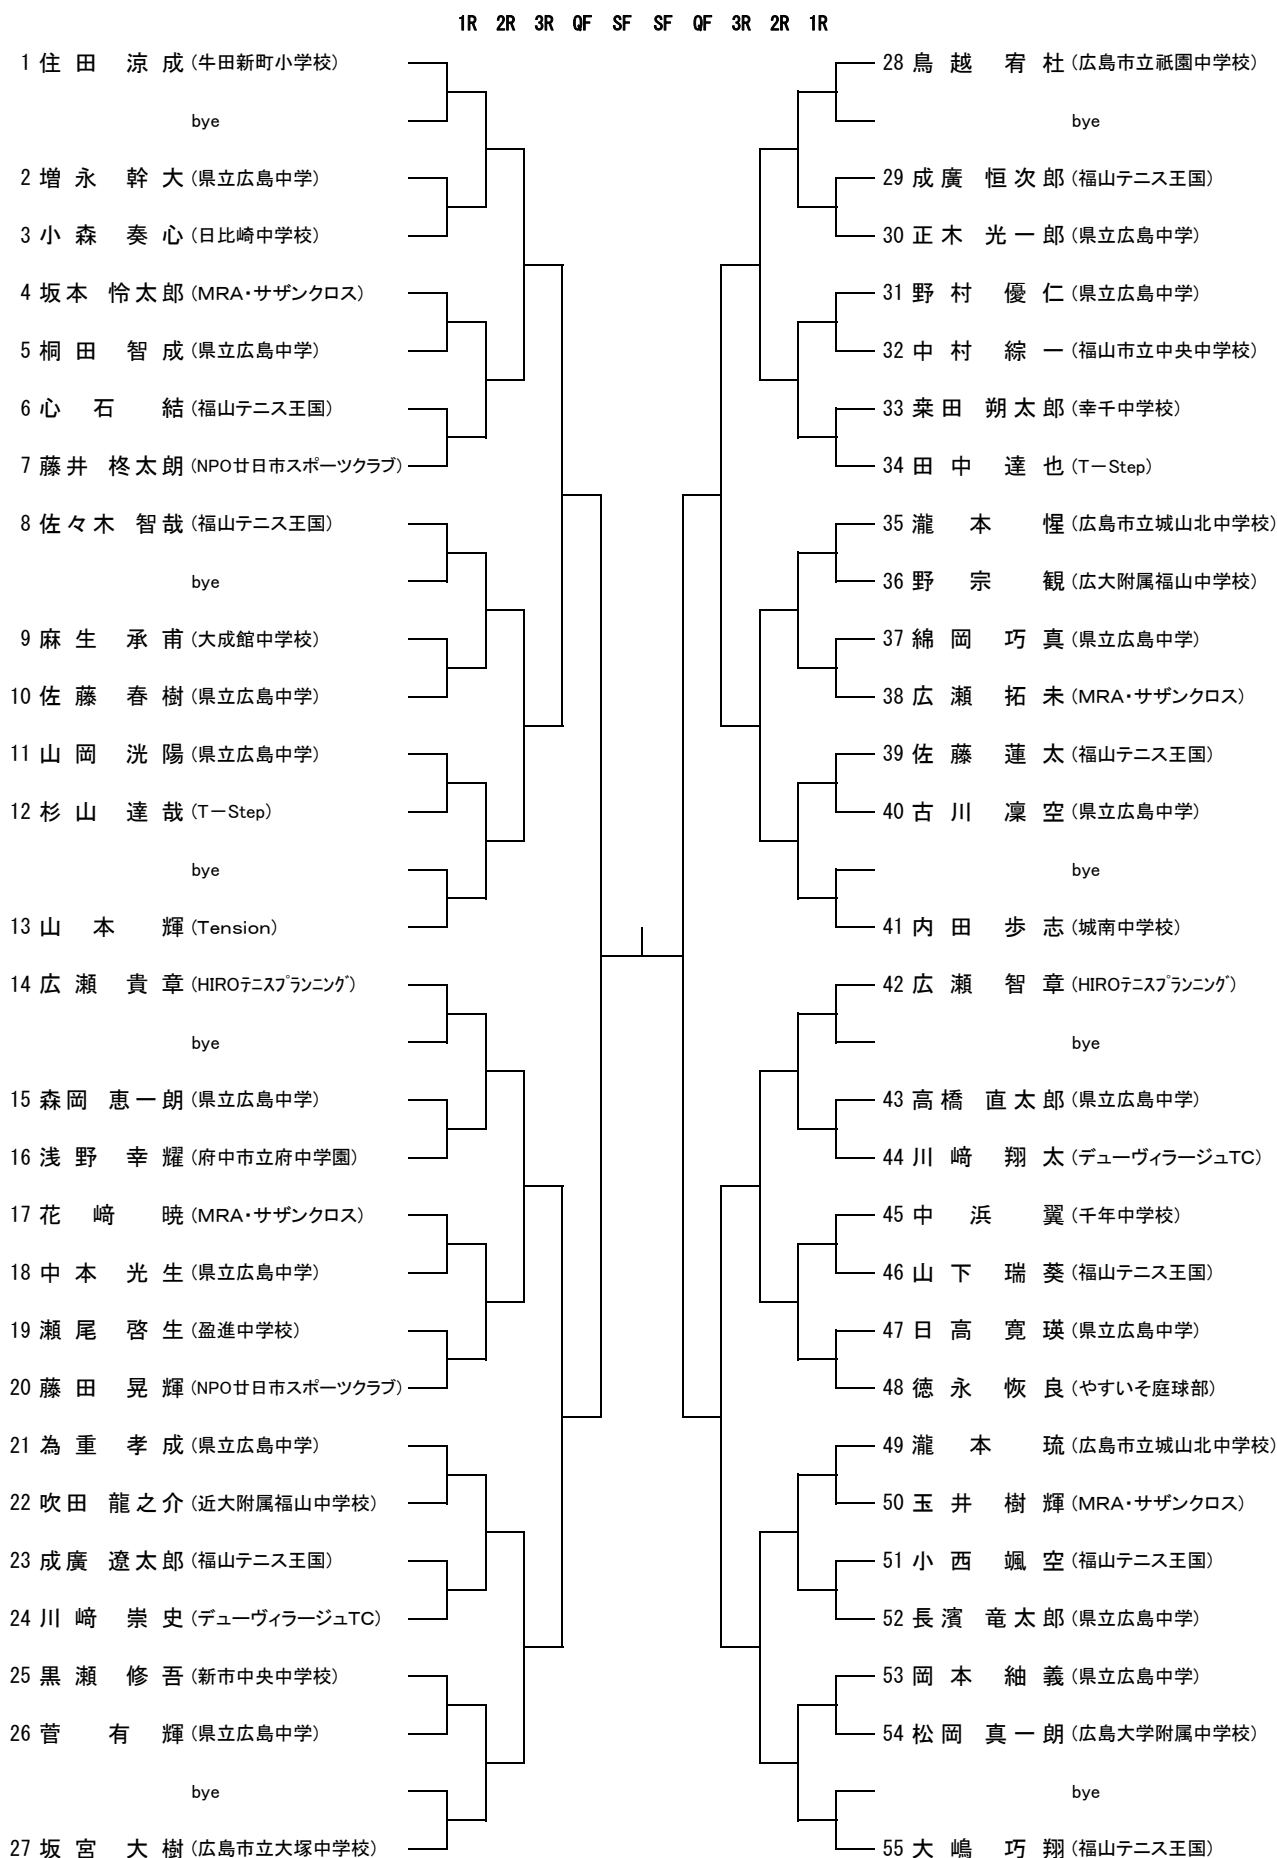 1R 2R 3R QF SF SF QF 3R 2R 1R
1 住田 涼成 (牛田新町小学校)
bye
2 増永 幹大 (県立広島中学)
3 小森 奏心 (日比崎中学校)
4 坂本 怜太郎 (MRA・サザンクロス)
5 桐田 智成 (県立広島中学)
6 心石 結 (福山テニス王国)
7 藤井 柊太朗 (NPO廿日市スポーツクラブ)
8 佐々木 智哉 (福山テニス王国)
bye
9 麻生 承甫 (大成館中学校)
10 佐藤 春樹 (県立広島中学)
11 山岡 洸陽 (県立広島中学)
12 杉山 達哉 (T－Step)
bye
13 山本 輝 (Tension)
14 広瀬 貴章 (HIROﾃﾆｽﾌﾟﾗﾝﾆﾝｸﾞ)
bye
15 森岡 恵一朗 (県立広島中学)
16 浅野 幸耀 (府中市立府中学園)
17 花﨑 暁 (MRA・サザンクロス)
18 中本 光生 (県立広島中学)
19 瀬尾 啓生 (盈進中学校)
20 藤田 晃輝 (NPO廿日市スポーツクラブ)
21 為重 孝成 (県立広島中学)
22 吹田 龍之介 (近大附属福山中学校)
23 成廣 遼太郎 (福山テニス王国)
24 川﨑 崇史 (デューヴィラージュTC)
25 黒瀬 修吾 (新市中央中学校)
26 菅 有輝 (県立広島中学)
bye
27 坂宮 大樹 (広島市立大塚中学校)
28 鳥越 宥杜 (広島市立祇園中学校)
bye
29 成廣 恒次郎 (福山テニス王国)
30 正木 光一郎 (県立広島中学)
31 野村 優仁 (県立広島中学)
32 中村 綜一 (福山市立中央中学校)
33 桒田 朔太郎 (幸千中学校)
34 田中 達也 (T－Step)
35 瀧本 惺 (広島市立城山北中学校)
36 野宗 観 (広大附属福山中学校)
37 綿岡 巧真 (県立広島中学)
38 広瀬 拓未 (MRA・サザンクロス)
39 佐藤 蓮太 (福山テニス王国)
40 古川 凜空 (県立広島中学)
bye
41 内田 歩志 (城南中学校)
42 広瀬 智章 (HIROﾃﾆｽﾌﾟﾗﾝﾆﾝｸﾞ)
bye
43 高橋 直太郎 (県立広島中学)
44 川﨑 翔太 (デューヴィラージュTC)
45 中浜 翼 (千年中学校)
46 山下 瑞葵 (福山テニス王国)
47 日高 寛瑛 (県立広島中学)
48 徳永 恢良 (やすいそ庭球部)
49 瀧本 琉 (広島市立城山北中学校)
50 玉井 樹輝 (MRA・サザンクロス)
51 小西 颯空 (福山テニス王国)
52 長濱 竜太郎 (県立広島中学)
53 岡本 紬義 (県立広島中学)
54 松岡 真一朗 (広島大学附属中学校)
bye
55 大嶋 巧翔 (福山テニス王国)